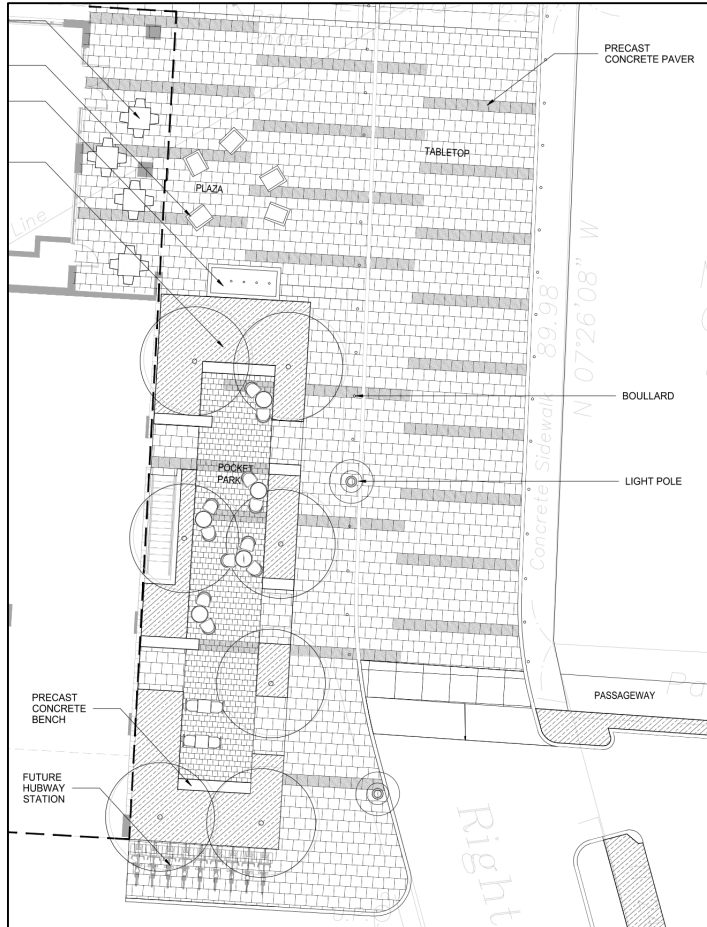 PRECAST
CONCRETE PAVER
TABLETOP
PLAZA
Line
Concrete Sidewalk
89.98'
N 07°26'08" W
BOULLARD
POCKET
PARK
LIGHT POLE
PRECAST
CONCRETE
BENCH
PASSAGEWAY
FUTURE
HUBWAY
STATION
Right